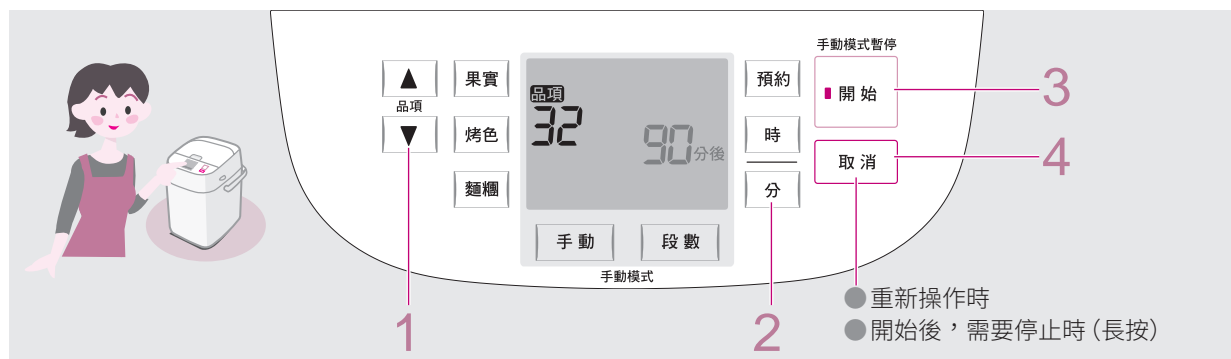 手動模式暫停
▲ 果實 品項 預約 開始 3
品項 32 90分後
▼ 烤色 時 取消 4
麵糰 分
手動 段數
手動模式
1 2
●重新操作時
●開始後，需要停止時（長按）